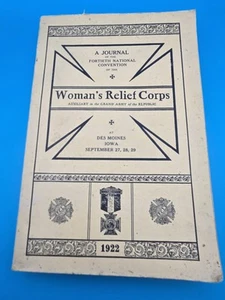 A JOURNAL
OF THE
FORTIETH NATIONAL
CONVENTION
OF THE
Woman's Relief Corps
AUXILIARY to the GRAND ARMY of the REPUBLIC
AT
DES MOINES
IOWA
SEPTEMBER 27, 28, 29
1922